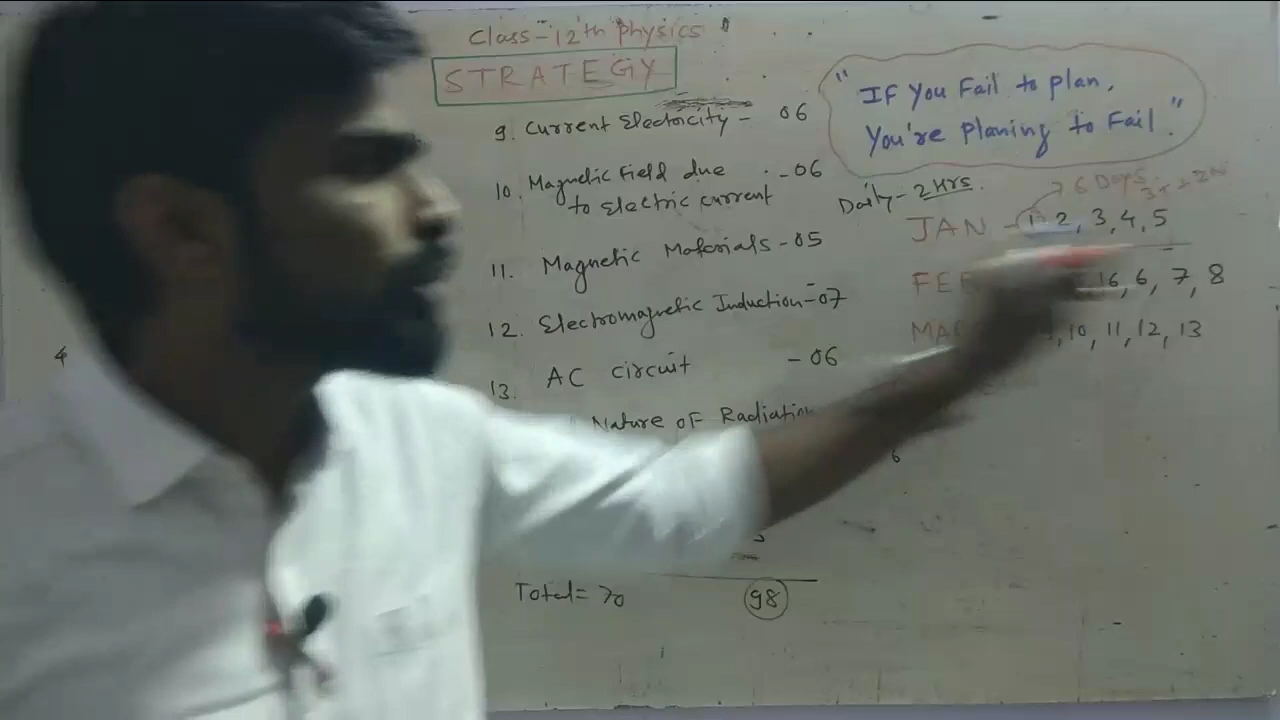 Class-12th Physics
STRATEGY
9. Current Electricity - 06
10. Magnetic Field due - 06
to Electric current
11. Magnetic Materials - 05
12. Electromagnetic Induction - 07
13. AC circuit - 06
Nature of Radiation
Total = 70
98
"IF You Fail to plan,
You're planing to Fail."
Daily - 2 Hrs.
6 Days
JAN - 1, 2, 3, 4, 5
16, 6, 7, 8
10, 11, 12, 13
6
4